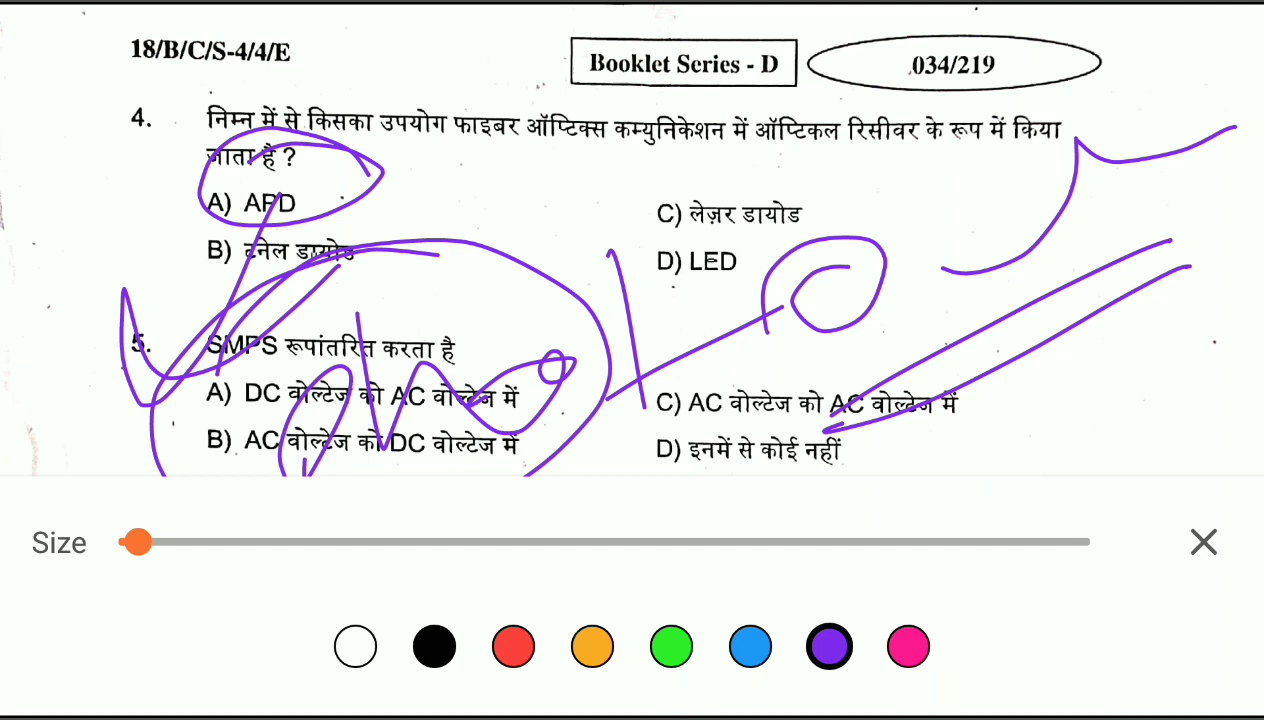 18/B/C/S-4/4/E
Booklet Series - D
034/219
4. निम्न में से किसका उपयोग फाइबर ऑप्टिक्स कम्युनिकेशन में ऑप्टिकल रिसीवर के रूप में किया
जाता है ?
A) APD
C) लेज़र डायोड
B) टनेल डायोड
D) LED
5. SMPS रूपांतरित करता है
A) DC वोल्टेज को AC वोल्टेज में
C) AC वोल्टेज को AC वोल्टेज में
B) AC वोल्टेज को DC वोल्टेज में
D) इनमें से कोई नहीं
Size